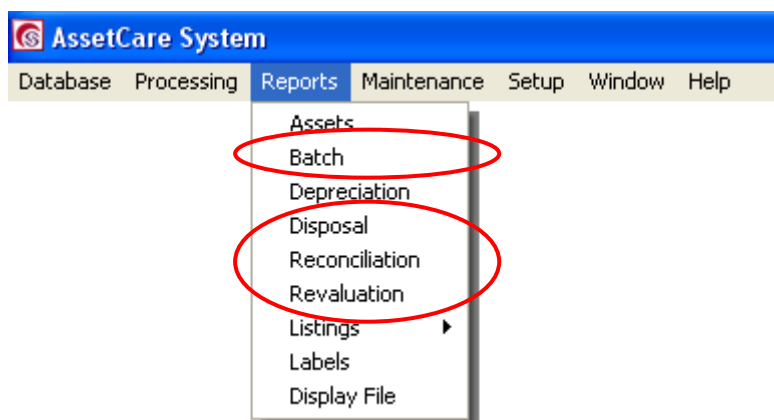 AssetCare System
Database Processing Reports Maintenance Setup Window Help
Assets
Batch
Depreciation
Disposal
Reconciliation
Revaluation
Listings
Labels
Display File